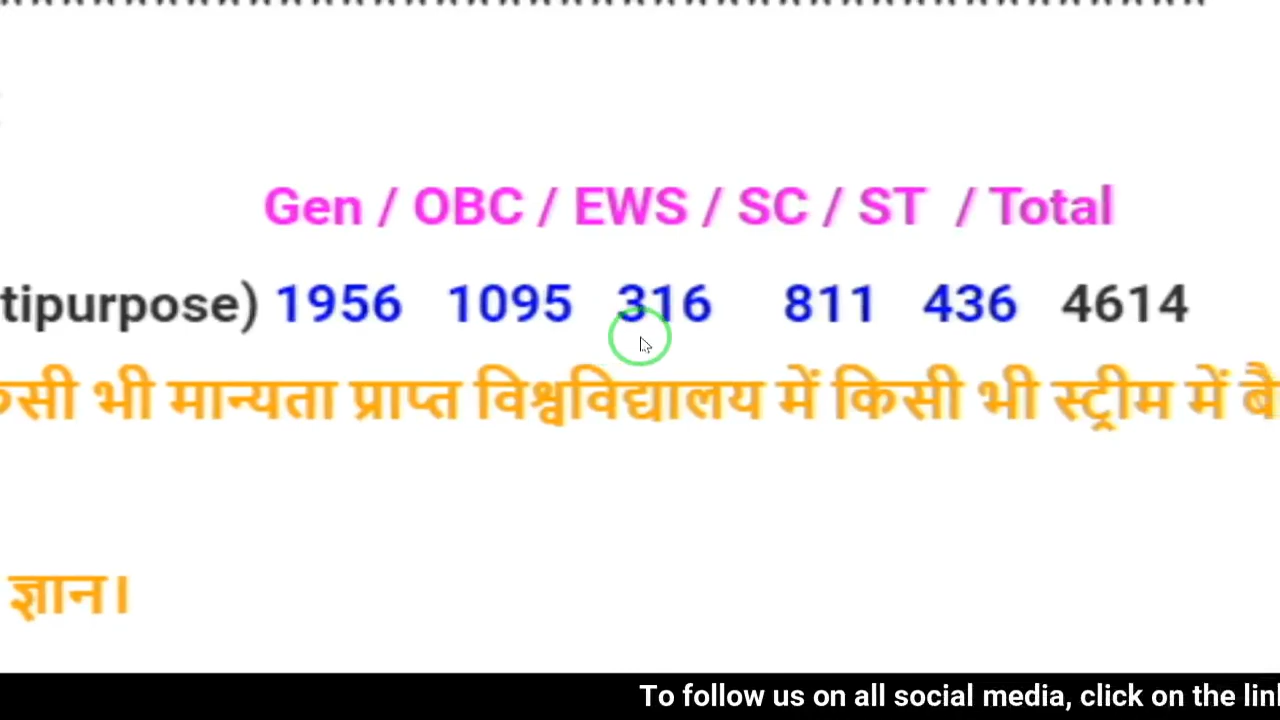 Gen / OBC / EWS / SC / ST / Total
tipurpose) 1956 1095 316 811 436 4614
सी भी मान्यता प्राप्त विश्वविद्यालय में किसी भी स्ट्रीम में बै
ज्ञान।
To follow us on all social media, click on the lin